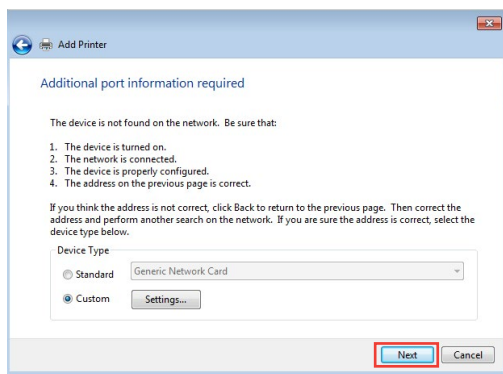 Add Printer
Additional port information required
The device is not found on the network. Be sure that:
1. The device is turned on.
2. The network is connected.
3. The device is properly configured.
4. The address on the previous page is correct.
If you think the address is not correct, click Back to return to the previous page. Then correct the
address and perform another search on the network. If you are sure the address is correct, select the
device type below.
Device Type
Standard Generic Network Card
Custom Settings...
Next Cancel